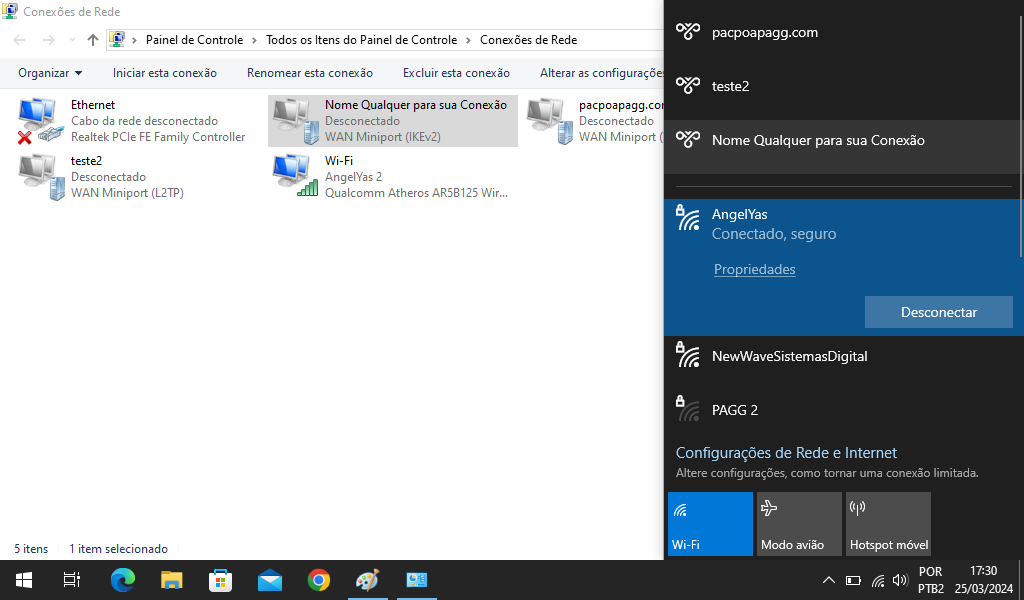 Conexões de Rede
Painel de Controle
Todos os Itens do Painel de Controle
Conexões de Rede
Organizar
Iniciar esta conexão
Renomear esta conexão
Excluir esta conexão
Alterar as configurações
Ethernet
Cabo da rede desconectado
Realtek PCIe FE Family Controller
Nome Qualquer para sua Conexão
Desconectado
WAN Miniport (IKEv2)
pacpoapagg.com
Desconectado
WAN Miniport (
teste2
Desconectado
WAN Miniport (L2TP)
Wi-Fi
AngelYas 2
Qualcomm Atheros AR5B125 Wir...
5 itens
1 item selecionado
pacpoapagg.com
teste2
Nome Qualquer para sua Conexão
AngelYas
Conectado, seguro
Propriedades
Desconectar
NewWaveSistemasDigital
PAGG 2
Configurações de Rede e Internet
Altere configurações, como tornar uma conexão limitada.
Wi-Fi
Modo avião
Hotspot móvel
POR
PTB2
17:30
25/03/2024